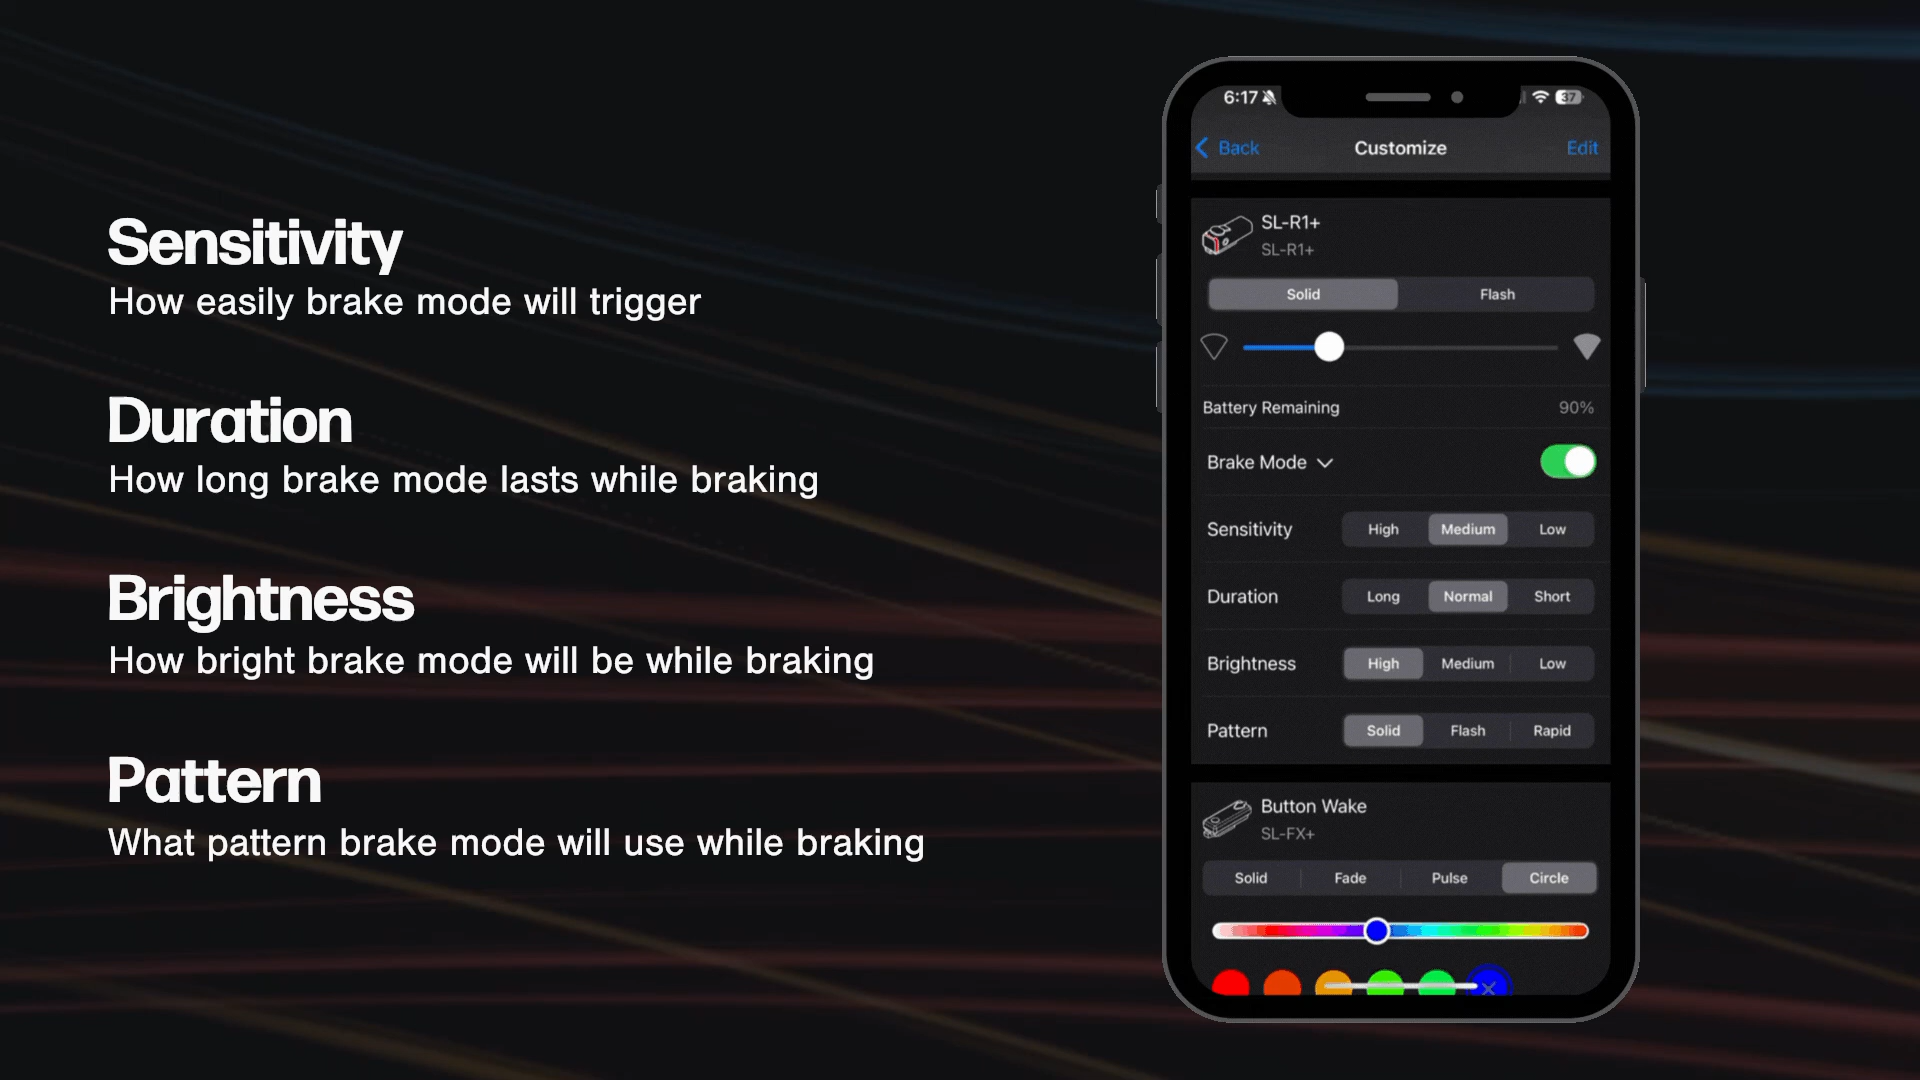 Sensitivity
How easily brake mode will trigger
Duration
How long brake mode lasts while braking
Brightness
How bright brake mode will be while braking
Pattern
What pattern brake mode will use while braking
6:17 37
Back Customize Edit
SL-R1+
SL-R1+
Solid Flash
Battery Remaining 90%
Brake Mode
Sensitivity High Medium Low
Duration Long Normal Short
Brightness High Medium Low
Pattern Solid Flash Rapid
Button Wake
SL-FX+
Solid Fade Pulse Circle